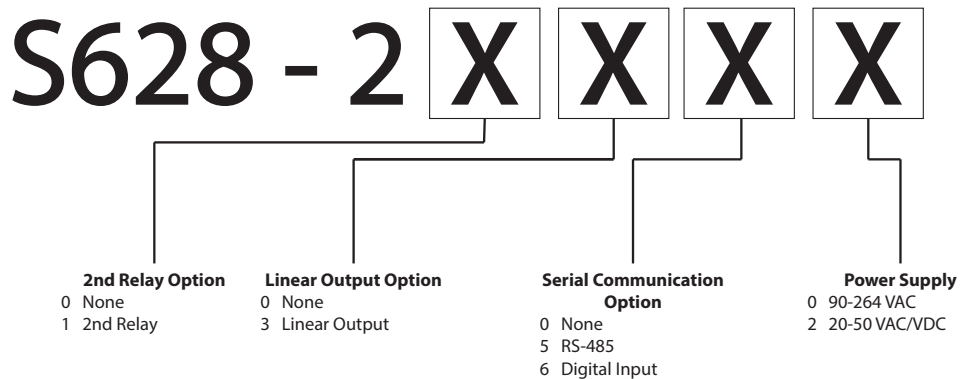 S628 - 2 X X X X
2nd Relay Option
0 None
1 2nd Relay
Linear Output Option
0 None
3 Linear Output
Serial Communication
Option
0 None
5 RS-485
6 Digital Input
Power Supply
0 90-264 VAC
2 20-50 VAC/VDC